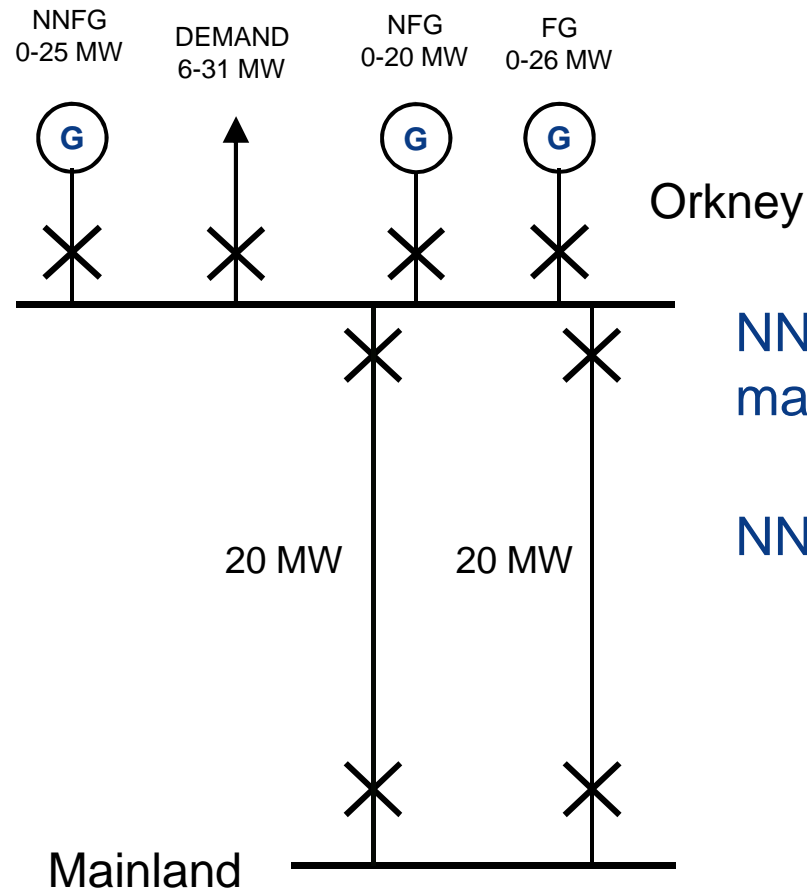 NNFG
0-25 MW
DEMAND
6-31 MW
NFG
0-20 MW
FG
0-26 MW
G
G
G
Orkney
NN
ma
NN
20 MW
20 MW
Mainland